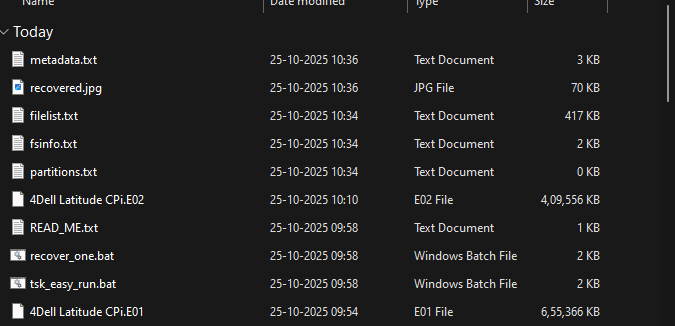 Name Date modified Type Size
Today
metadata.txt 25-10-2025 10:36 Text Document 3 KB
recovered.jpg 25-10-2025 10:36 JPG File 70 KB
filelist.txt 25-10-2025 10:34 Text Document 417 KB
fsinfo.txt 25-10-2025 10:34 Text Document 2 KB
partitions.txt 25-10-2025 10:34 Text Document 0 KB
4Dell Latitude CPi.E02 25-10-2025 10:10 E02 File 4,09,556 KB
READ_ME.txt 25-10-2025 09:58 Text Document 1 KB
recover_one.bat 25-10-2025 09:58 Windows Batch File 2 KB
tsk_easy_run.bat 25-10-2025 09:58 Windows Batch File 2 KB
4Dell Latitude CPi.E01 25-10-2025 09:54 E01 File 6,55,366 KB